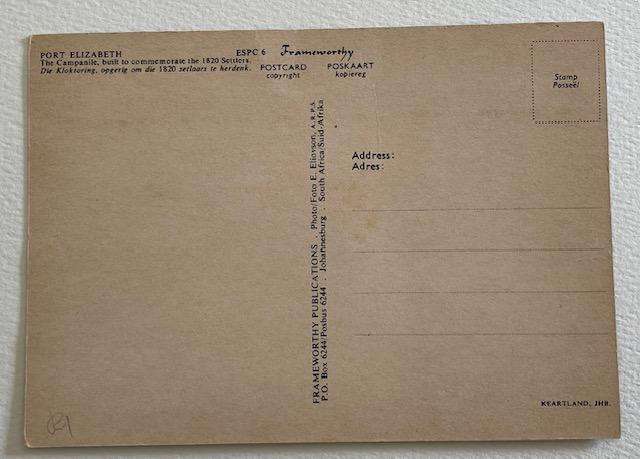 PORT ELIZABETH
The Campanile, built to commemorate the 1820 Settlers.
Die Kloktoring, opgerig om die 1820 setlaars te herdenk.
ESPC 6 Frameworthy
POSTCARD POSKAART
copyright kopiereg
Stamp
Posseël
Address:
Adres:
FRAMEWORTHY PUBLICATIONS . Photo/Foto E. Eliovson, A.R.P.S.
P.O. Box 6244/Posbus 6244 . Johannesburg . South Africa/Suid-Afrika
KEARTLAND, JHB.